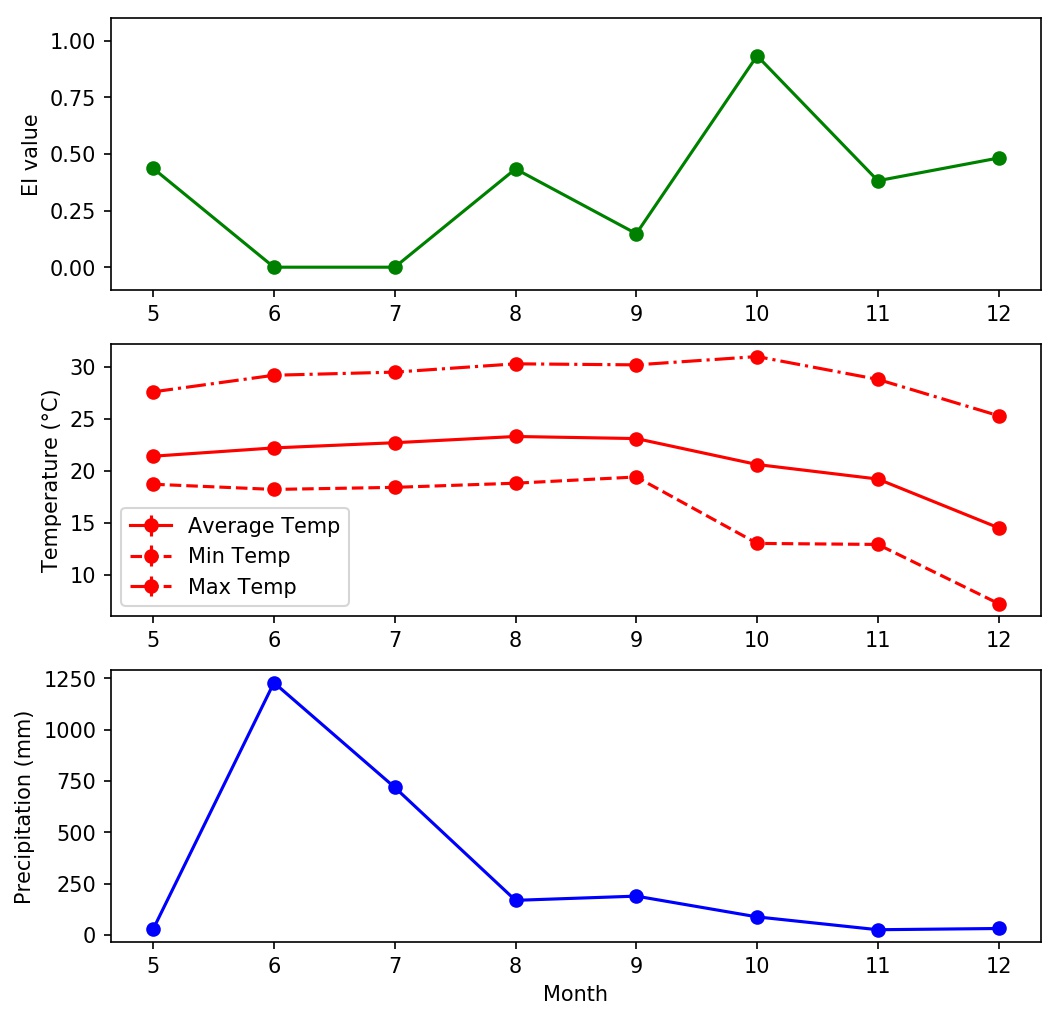 EI value
1.00
0.75
0.50
0.25
0.00
5 6 7 8 9 10 11 12
Temperature (°C)
30
25
20
15
10
Average Temp
Min Temp
Max Temp
5 6 7 8 9 10 11 12
Precipitation (mm)
1250
1000
750
500
250
0
5 6 7 8 9 10 11 12
Month